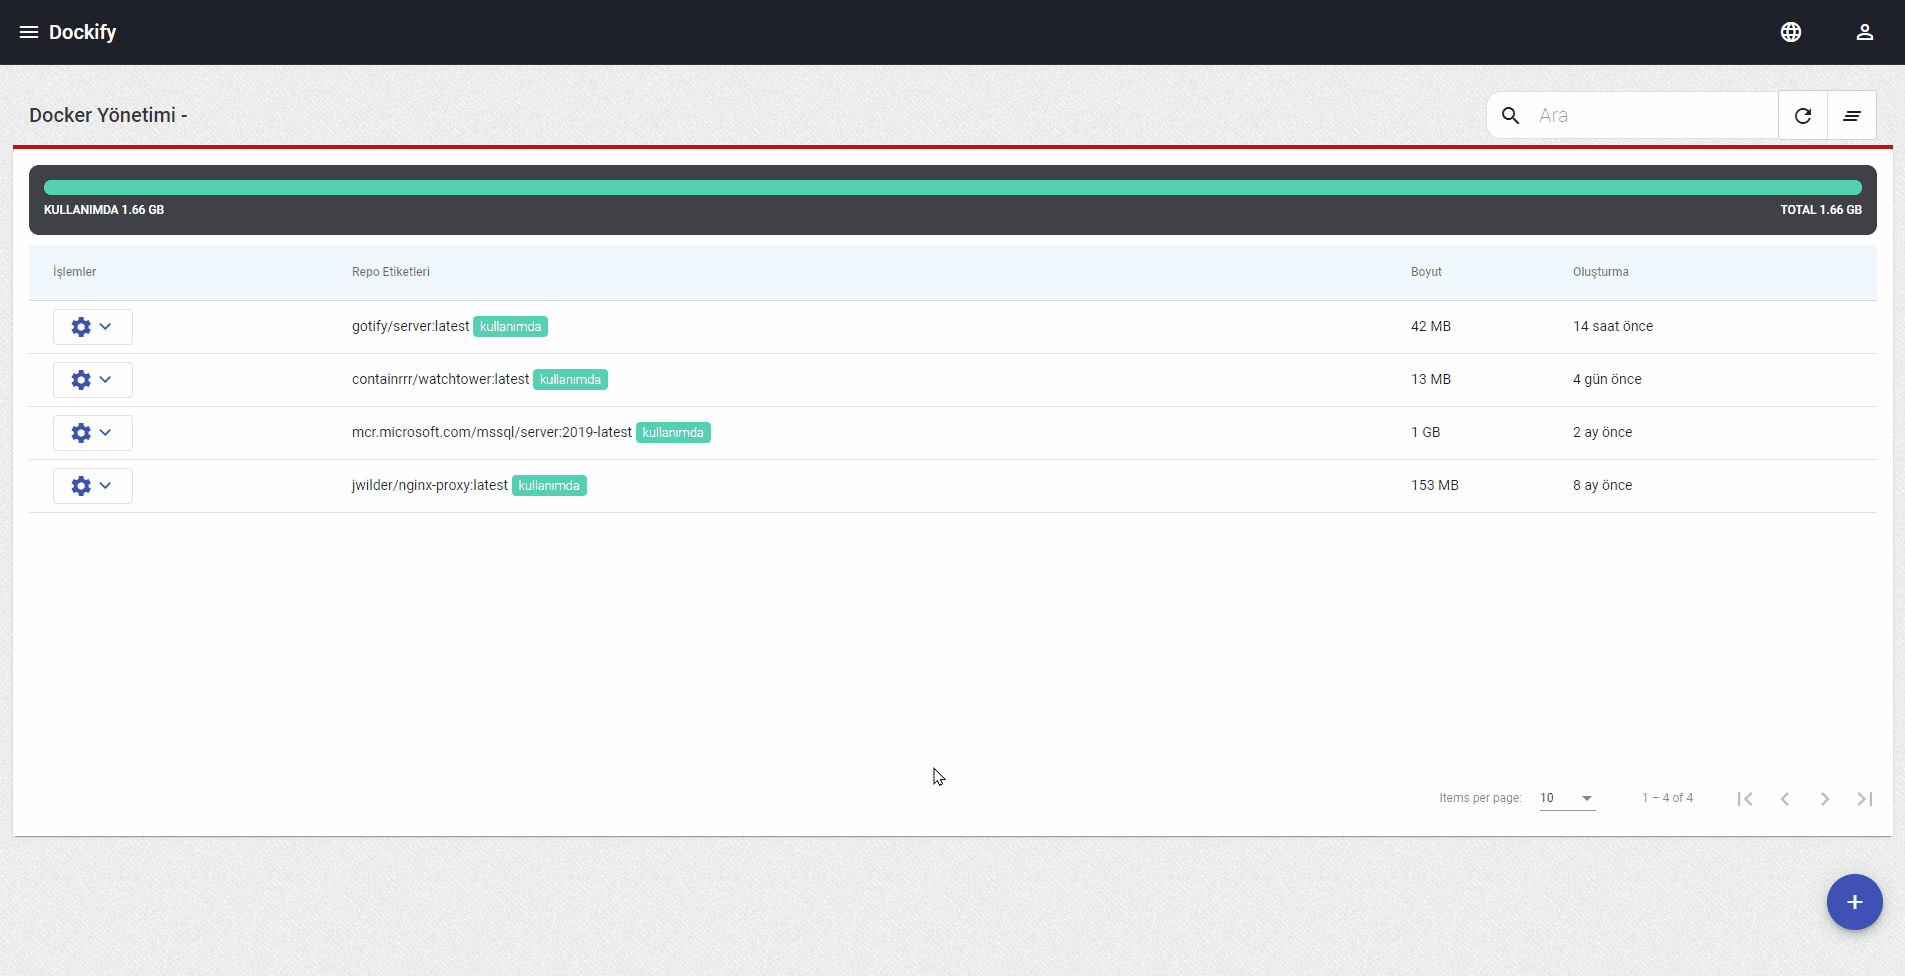 Dockify
Docker Yönetimi -
Ara
KULLANIMDA 1.66 GB TOTAL 1.66 GB
İşlemler Repo Etiketleri Boyut Oluşturma
gotify/server:latest kullanımda 42 MB 14 saat önce
containrrr/watchtower:latest kullanımda 13 MB 4 gün önce
mcr.microsoft.com/mssql/server:2019-latest kullanımda 1 GB 2 ay önce
jwilder/nginx-proxy:latest kullanımda 153 MB 8 ay önce
Items per page: 10 1 – 4 of 4